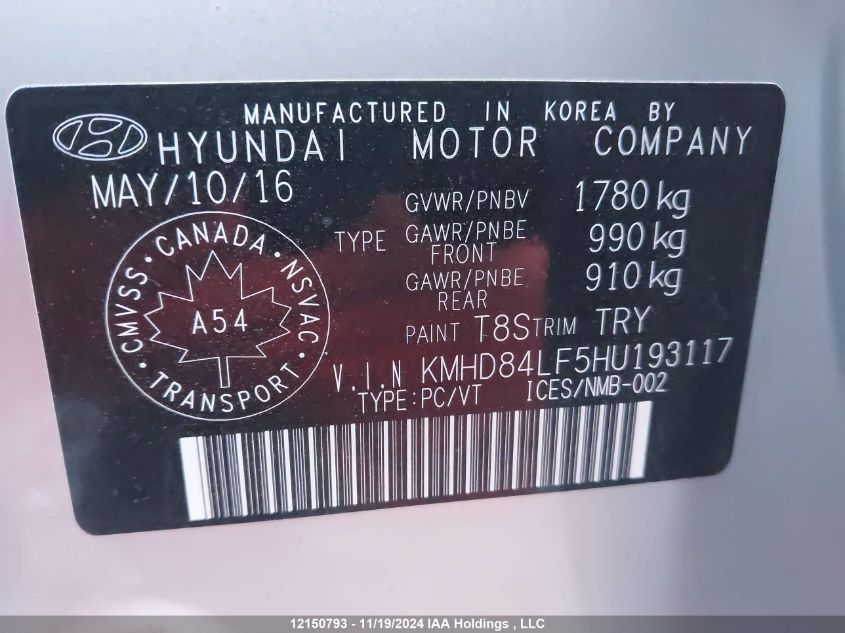 MANUFACTURED IN KOREA BY
HYUNDAI MOTOR COMPANY
MAY/10/16
GVWR/PNBV 1780 kg
TYPE GAWR/PNBE FRONT 990 kg
GAWR/PNBE REAR 910 kg
PAINT T8S TRIM TRY
V.I.N KMHD84LF5HU193117
TYPE:PC/VT ICES/NMB-002
CANADA • NSVAC • TRANSPORT • CMVSS •
A54
12150793 - 11/19/2024 IAA Holdings , LLC